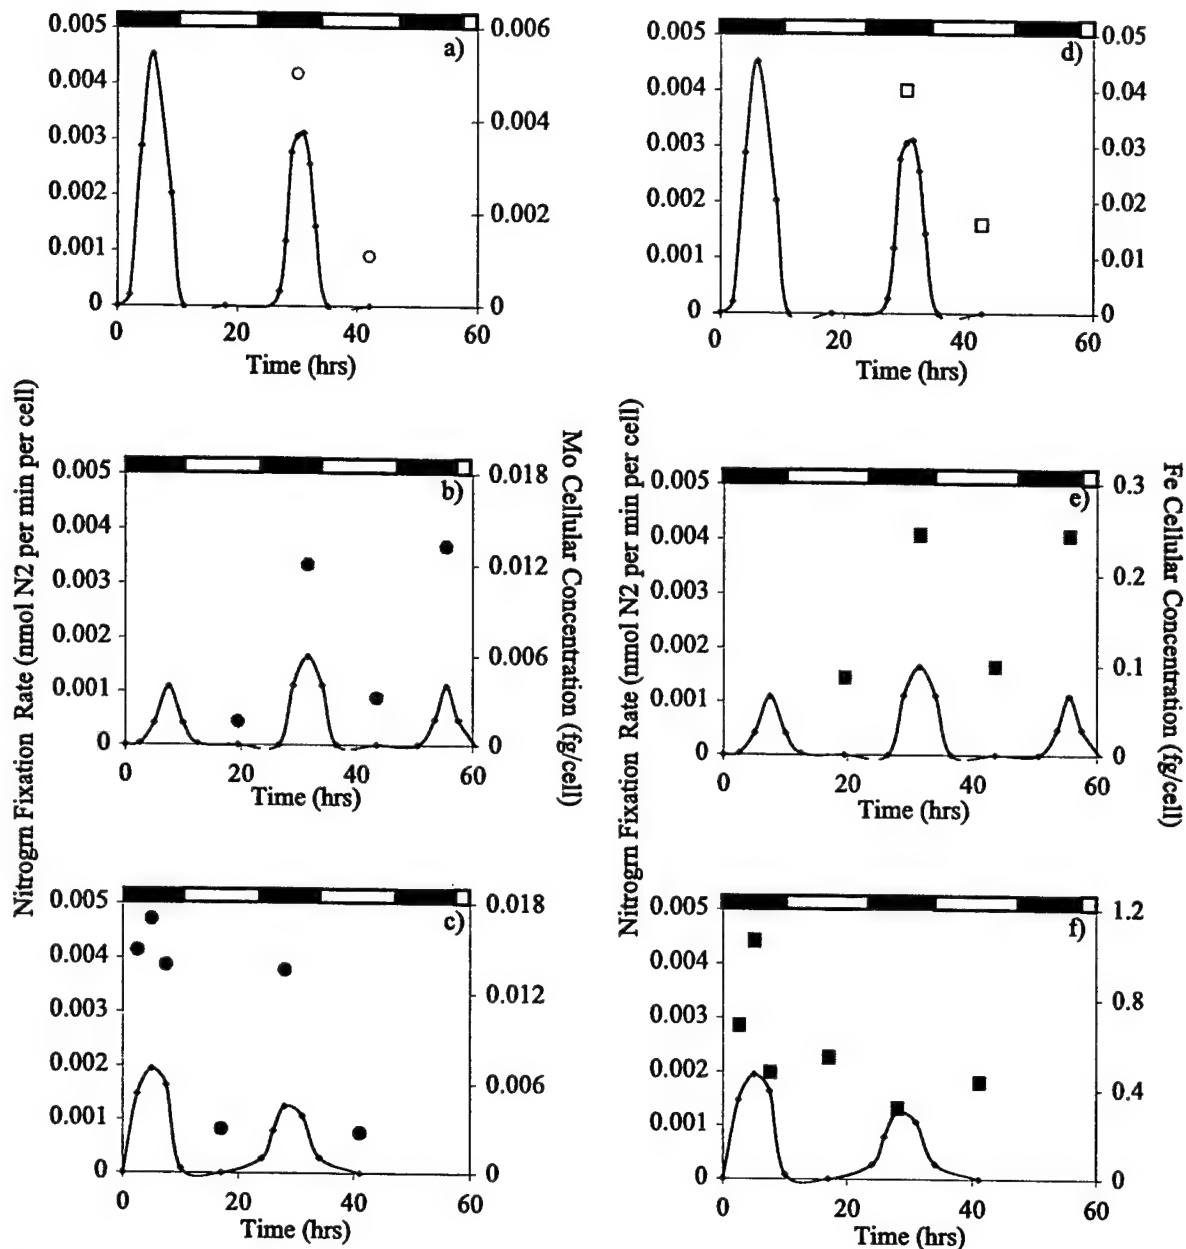 a)
0.005
0.004
0.003
0.002
0.001
0
0.006
0.004
0.002
0
0 20 40 60
Time (hrs)
d)
0.005
0.004
0.003
0.002
0.001
0
0.05
0.04
0.03
0.02
0.01
0
0 20 40 60
Time (hrs)
Nitrogrn Fixation Rate (nmol N2 per min per cell)
b)
0.005
0.004
0.003
0.002
0.001
0
0.018
0.012
0.006
0
0 20 40 60
Time (hrs)
Mo Cellular Concentration (fg/cell)
Nitrogrn Fixation Rate (nmol N2 per min per cell)
e)
0.005
0.004
0.003
0.002
0.001
0
0.3
0.2
0.1
0
0 20 40 60
Time (hrs)
Fe Cellular Concentration (fg/cell)
c)
0.005
0.004
0.003
0.002
0.001
0
0.018
0.012
0.006
0
0 20 40 60
Time (hrs)
f)
0.005
0.004
0.003
0.002
0.001
0
1.2
0.8
0.4
0
0 20 40 60
Time (hrs)